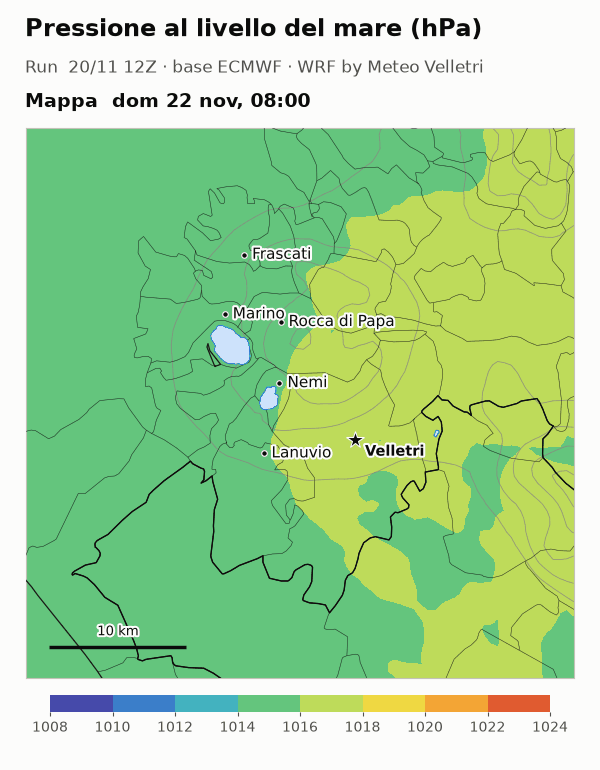 Pressione al livello del mare (hPa)
Run  20/11 12Z · base ECMWF · WRF by Meteo Velletri
Mappa  dom 22 nov, 08:00
Frascati
Marino
Rocca di Papa
Nemi
Velletri
Lanuvio
10 km
1008 1010 1012 1014 1016 1018 1020 1022 1024